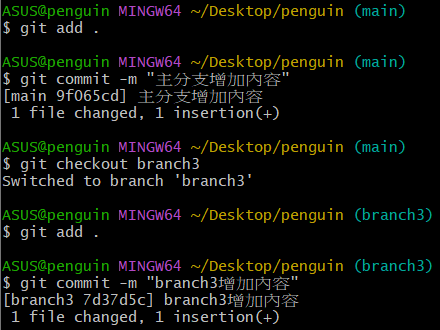 ASUS@penguin MINGW64 ~/Desktop/penguin (main)
$ git add .
ASUS@penguin MINGW64 ~/Desktop/penguin (main)
$ git commit -m "主分支增加内容"
[main 9f065cd] 主分支增加内容
1 file changed, 1 insertion(+)
ASUS@penguin MINGW64 ~/Desktop/penguin (main)
$ git checkout branch3
Switched to branch 'branch3'
ASUS@penguin MINGW64 ~/Desktop/penguin (branch3)
$ git add .
ASUS@penguin MINGW64 ~/Desktop/penguin (branch3)
$ git commit -m "branch3增加内容"
[branch3 7d37d5c] branch3增加内容
1 file changed, 1 insertion(+)